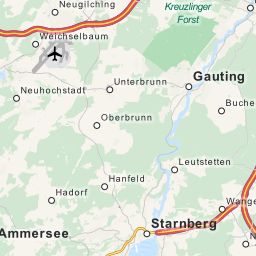 Neugilching
Kreuzlinger
Forst
Weichselbaum
Unterbrunn
Gauting
Neuhochstadt
Buche
Oberbrunn
Leutstetten
Hanfeld
Hadorf
Wange
Starnberg
Ammersee
N